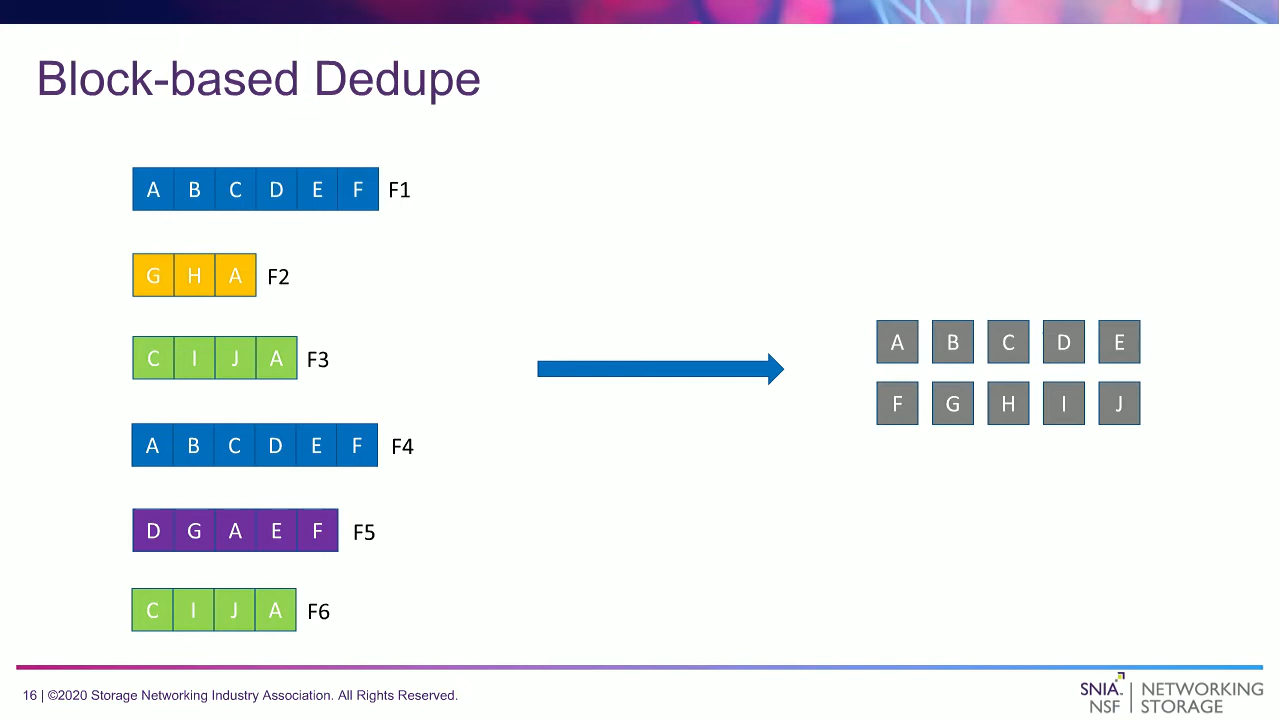 Block-based Dedupe
A B C D E F F1
G H A F2
C I J A F3
A B C D E F F4
D G A E F F5
C I J A F6
A B C D E
F G H I J
16 | ©2020 Storage Networking Industry Association. All Rights Reserved.
SNIA. NETWORKING
NSF STORAGE